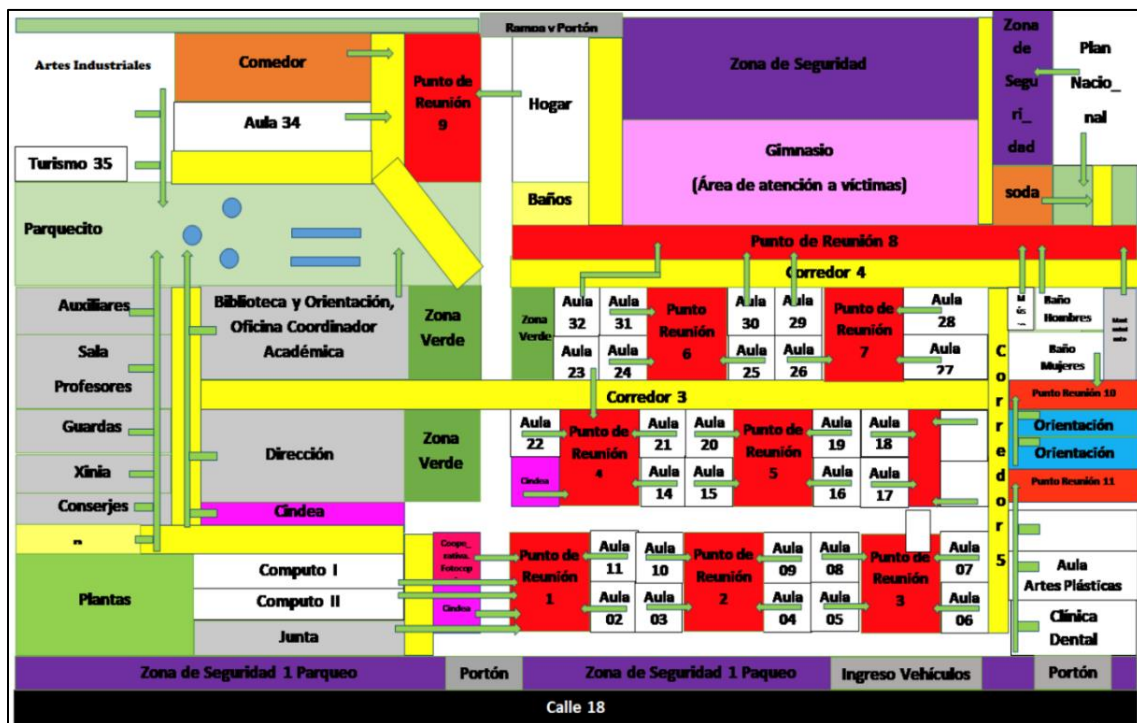 Rampa y Portón
Artes Industriales
Comedor
Aula 34
Turismo 35
Punto de
Reunión
9
Hogar
Baños
Zona de Seguridad
Gimnasio
(Área de atención a víctimas)
Zona
de
Segu
rí_
dad
Plan
Nacio_
nal
soda
Parquecito
Punto de Reunión 8
Corredor 4
Auxiliares
Sala
Profesores
Guardas
Xinia
Conserjes
Biblioteca y Orientación,
Oficina Coordinador
Académica
Zona
Verde
Zona
Verde
Aula
32
Aula
31
Punto
Reunión
6
Aula
30
Aula
29
Punto de
Reunión
7
Aula
28
Aula
23
Aula
24
Aula
25
Aula
26
Aula
27
Baño
Hombres
Baño
Mujeres
Corredor 3
Corredor 5
Punto Reunión 10
Orientación
Orientación
Punto Reunión 11
Dirección
Cindea
Zona
Verde
Aula
22
Cindea
Punto de
Reunión
4
Aula
21
Aula
20
Punto de
Reunión
5
Aula
19
Aula
18
Aula
14
Aula
15
Aula
16
Aula
17
Plantas
Computo I
Computo II
Junta
Coope_
rativa
Cindea
Punto de
Reunión
1
Aula
11
Aula
10
Punto de
Reunión
2
Aula
09
Aula
08
Punto de
Reunión
3
Aula
07
Aula
02
Aula
03
Aula
04
Aula
05
Aula
06
Aula
Artes Plásticas
Clínica
Dental
Zona de Seguridad 1 Parqueo
Portón
Zona de Seguridad 1 Paqueo
Ingreso Vehículos
Portón
Calle 18